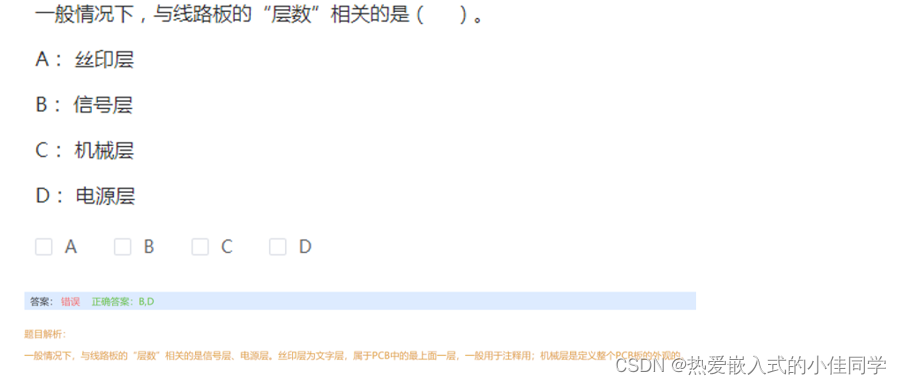 一般情况下，与线路板的“层数”相关的是（  ）。
A： 丝印层
B： 信号层
C： 机械层
D： 电源层
A B C D
答案： 错误 正确答案：B,D
题目解析：
一般情况下，与线路板的“层数”相关的是信号层、电源层。丝印层为文字层，属于PCB中的最上面一层，一般用于注释用；机械层是定义整个PCB板的外观的。
CSDN @热爱嵌入式的小佳同学